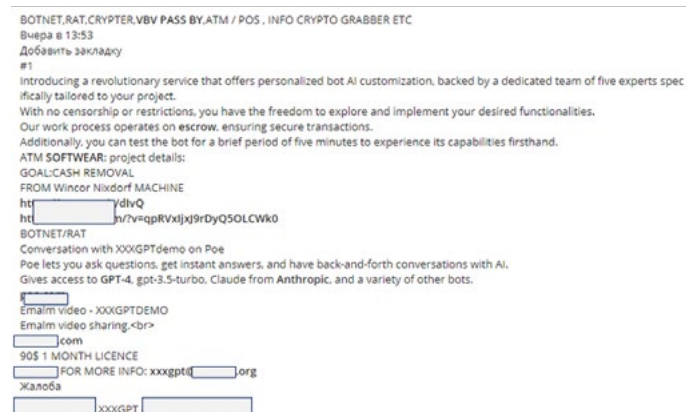 BOTNET,RAT,CRYPTER,VBV PASS BY,ATM / POS , INFO CRYPTO GRABBER ETC
Вчера в 13:53
Добавить закладку
#1
Introducing a revolutionary service that offers personalized bot AI customization, backed by a dedicated team of five experts spec
ifically tailored to your project.
With no censorship or restrictions, you have the freedom to explore and implement your desired functionalities.
Our work process operates on escrow, ensuring secure transactions.
Additionally, you can test the bot for a brief period of five minutes to experience its capabilities firsthand.
ATM SOFTWEAR: project details:
GOAL:CASH REMOVAL
FROM Wincor Nixdorf MACHINE
BOTNET/RAT
Conversation with XXXGPTdemo on Poe
Poe lets you ask questions, get instant answers, and have back-and-forth conversations with AI.
Gives access to GPT-4, gpt-3.5-turbo, Claude from Anthropic, and a variety of other bots.
Emalm video - XXXGPTDEMO
Emalm video sharing.<br>
.com
90$ 1 MONTH LICENCE
FOR MORE INFO: xxxgpt .org
Жалоба
XXXGPT